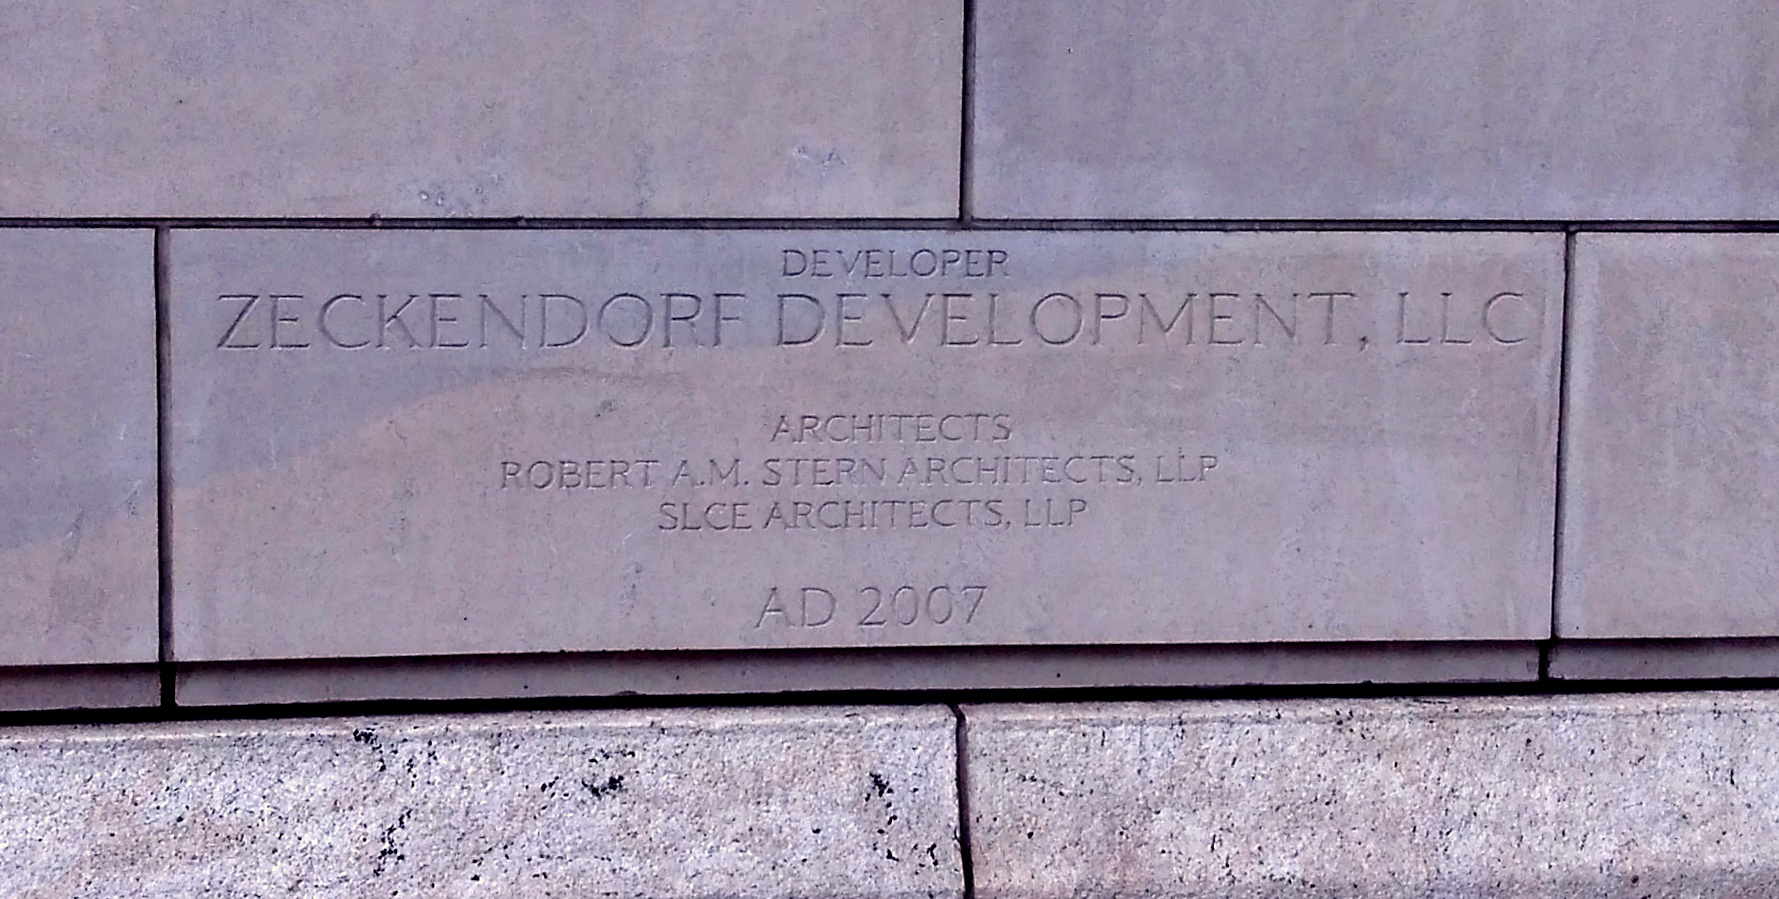 DEVELOPER
ZECKENDORF DEVELOPMENT, LLC
ARCHITECTS
ROBERT A.M. STERN ARCHITECTS, LLP
SLCE ARCHITECTS, LLP
AD 2007